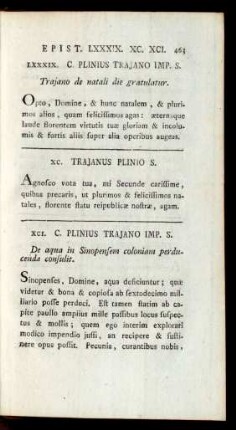 EPIST. LXXXIX. XC. XCI. 463
LXXXIX. C. PLINIUS TRAJANO IMP. S.
Trajano de natali die gratulatur.
Opto, Domine, & hunc natalem, & pluri-
mos alios, quam felicissimos agas: æternaque
laude florentem virtutis tuæ gloriam & incolu-
mis & fortis aliis super alia operibus augeas.
XC. TRAJANUS PLINIO S.
Agnosco vota tua, mi Secunde carissime,
quibus precaris, ut plurimos & felicissimos na-
tales, florente statu reipublicæ nostræ, agam.
XCI. C. PLINIUS TRAJANO IMP. S.
De aqua in Sinopensem coloniam perdu-
cenda consulit.
Sinopenses, Domine, aqua deficiuntur; quæ
videtur & bona & copiosa ab sextodecimo mil-
liario posse perduci. Est tamen statim ab ca-
pite paullo amplius mille passibus locus suspec-
tus & mollis; quem ego interim explorari
modico impendio jussi, an recipere & susti-
nere opus possit. Pecunia, curantibus nobis,